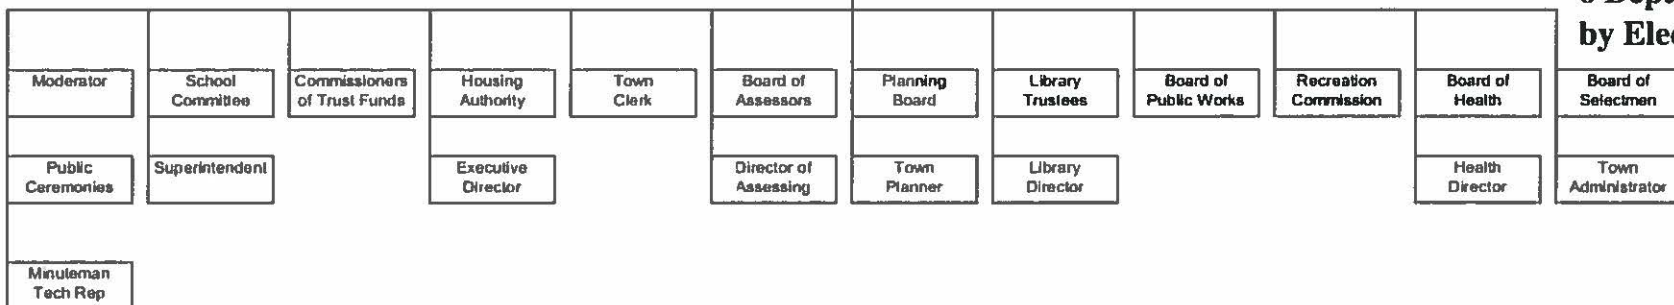 by
Moderator
School
Committee
Commissioners
of Trust Funds
Housing
Authority
Town
Clerk
Board of
Assessors
Planning
Board
Library
Trustees
Board of
Public Works
Recreation
Commission
Board of
Health
Board of
Selectmen
Public
Ceremonies
Superintendent
Executive
Director
Director of
Assessing
Town
Planner
Library
Director
Health
Director
Town
Administrator
Minuteman
Tech Rep